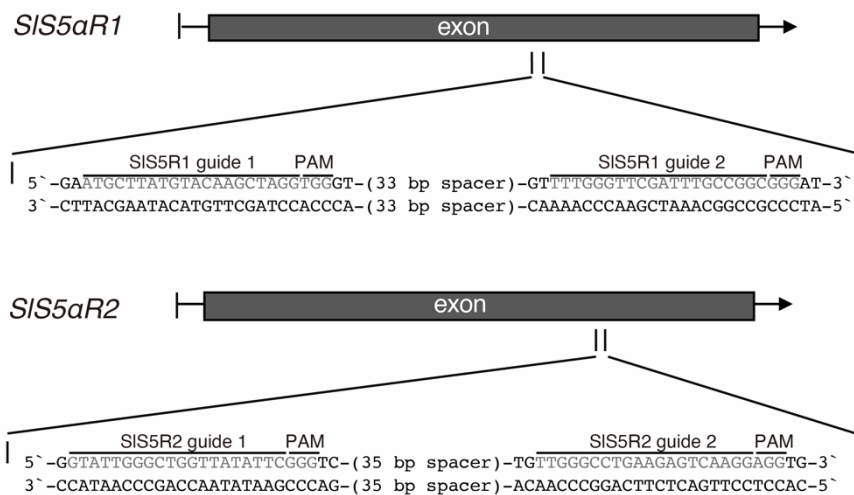 SlS5αR1
exon
SlS5R1 guide 1 PAM SlS5R1 guide 2 PAM
5`-GAATGCTTATGTACAAGCTAGGTGGGT-(33 bp spacer)-GTTTTGGGTTCGATTTGCCGGCGGGAT-3`
3`-CTTACGAATACATGTTCGATCCACCCA-(33 bp spacer)-CAAAACCCAAGCTAAACGGCCGCCCTA-5`
SlS5αR2
exon
SlS5R2 guide 1 PAM SlS5R2 guide 2 PAM
5`-GGTATTGGGCTGGTTATATTCGGGTC-(35 bp spacer)-TGTTGGGCCTGAAGAGTCAAGGAGGTG-3`
3`-CCATAACCCGACCAATATAAGCCCAG-(35 bp spacer)-ACAACCCGGACTTCTCAGTTCCTCCAC-5`